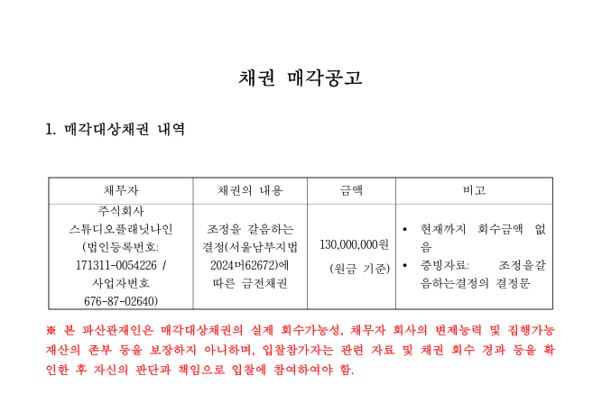 채권 매각공고
1. 매각대상채권 내역
채무자 채권의 내용 금액 비고
주식회사
스튜디오플래닛나인
(법인등록번호:
171311-0054226 /
사업자번호
676-87-02640)
조정을 갈음하는
결정(서울남부지법
2024머62672)에
따른 금전채권
130,000,000원
(원금 기준)
• 현재까지 회수금액 없
음
• 증빙자료: 조정을갈
음하는결정의 결정문
※ 본 파산관재인은 매각대상채권의 실제 회수가능성, 채무자 회사의 변제능력 및 집행가능
재산의 존부 등을 보장하지 아니하며, 입찰참가자는 관련 자료 및 채권 회수 경과 등을 확
인한 후 자신의 판단과 책임으로 입찰에 참여하여야 함.